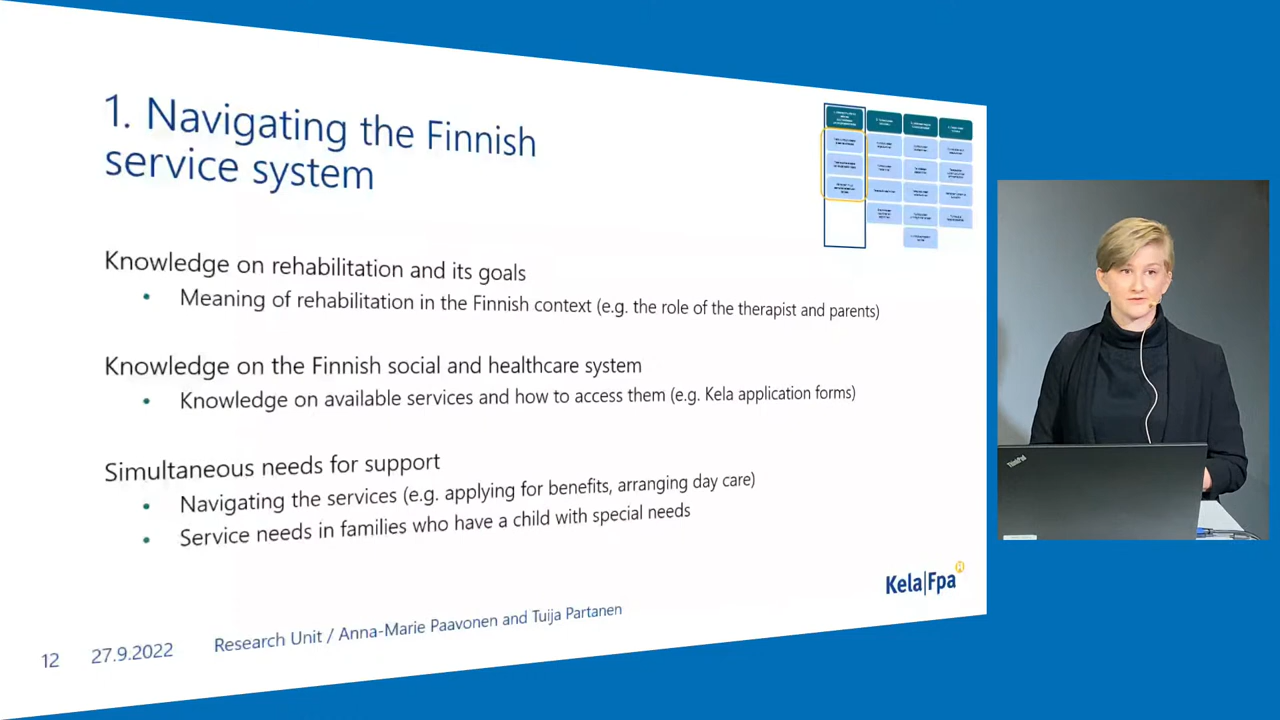 1. Navigating the Finnish
service system
Knowledge on rehabilitation and its goals
• Meaning of rehabilitation in the Finnish context (e.g. the role of the therapist and parents)
Knowledge on the Finnish social and healthcare system
• Knowledge on available services and how to access them (e.g. Kela application forms)
Simultaneous needs for support
• Navigating the services (e.g. applying for benefits, arranging day care)
• Service needs in families who have a child with special needs
Kela|Fpa
12 27.9.2022 Research Unit / Anna-Marie Paavonen and Tuija Partanen
ThinkPad